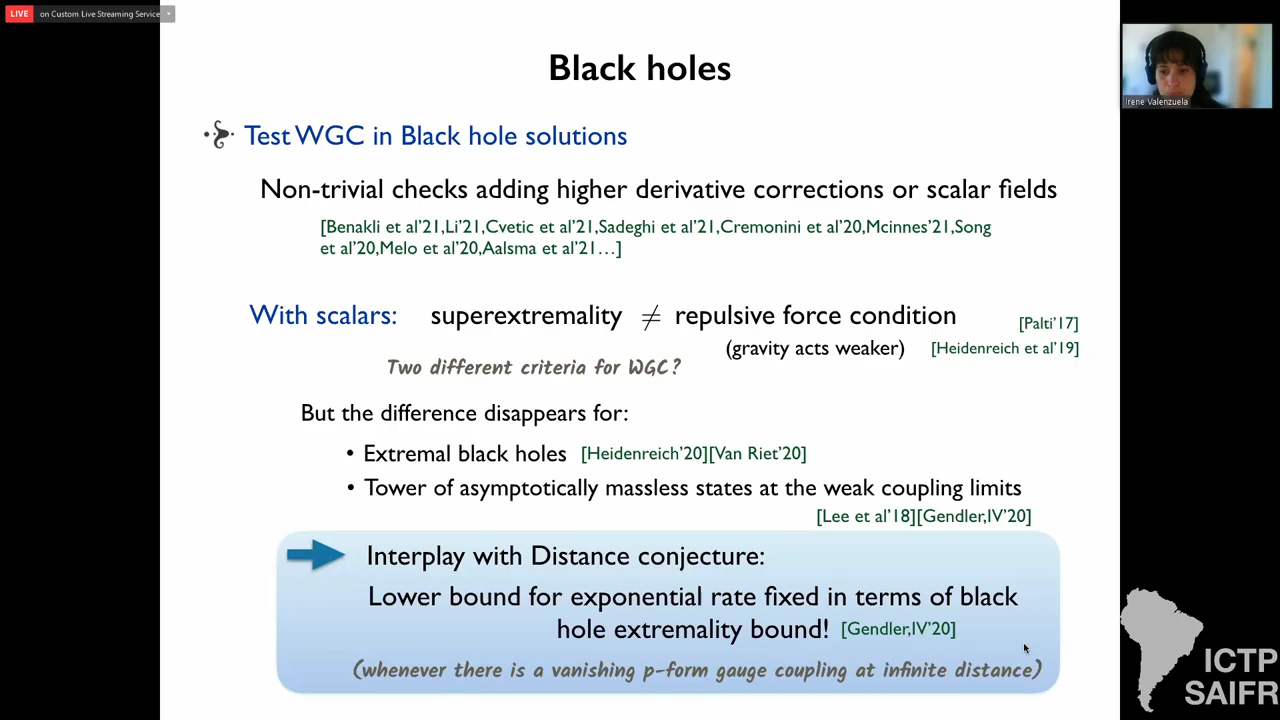 LIVE on Custom Live Streaming Service
Black holes
Irene Valenzuela
Test WGC in Black hole solutions
Non-trivial checks adding higher derivative corrections or scalar fields
[Benakli et al’21,Li’21,Cvetic et al’21,Sadeghi et al’21,Cremonini et al’20,Mcinnes’21,Song
et al’20,Melo et al’20,Aalsma et al’21…]
With scalars: superextremality ≠ repulsive force condition [Palti’17]
(gravity acts weaker) [Heidenreich et al’19]
Two different criteria for WGC?
But the difference disappears for:
• Extremal black holes [Heidenreich’20][Van Riet’20]
• Tower of asymptotically massless states at the weak coupling limits
[Lee et al’18][Gendler,IV’20]
Interplay with Distance conjecture:
Lower bound for exponential rate fixed in terms of black
hole extremality bound! [Gendler,IV’20]
(whenever there is a vanishing p-form gauge coupling at infinite distance)
ICTP
SAIFR